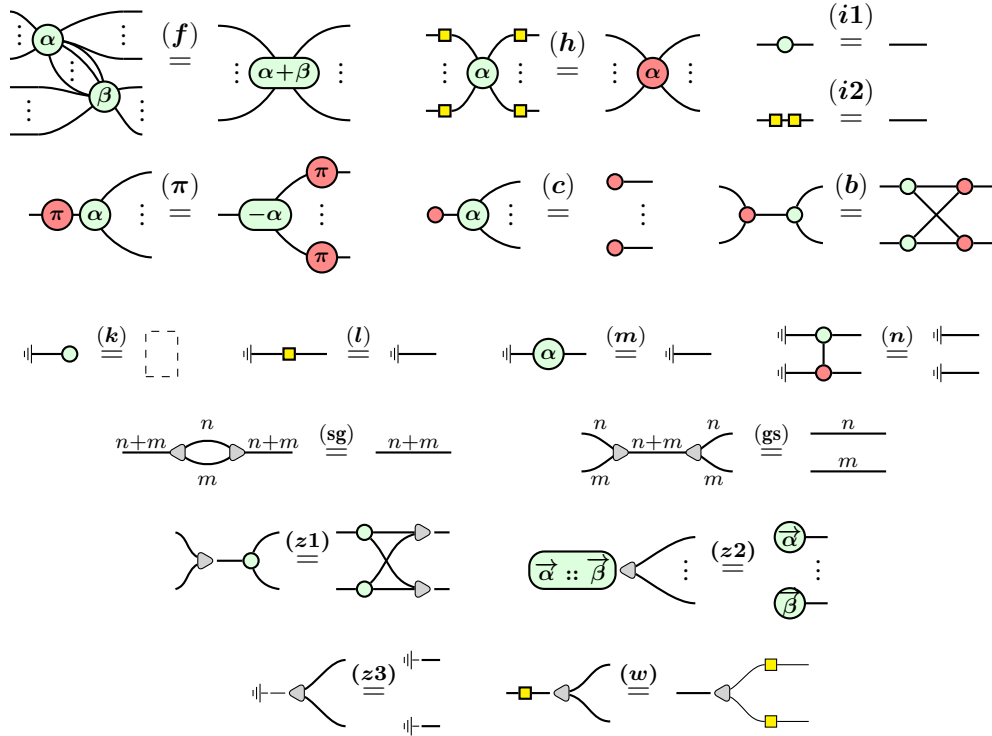 α β (f) = α+β α (h) = α (i1) =
(i2) =
π α (π) = −α π π α (c) = (b) =
(k) = (l) = α (m) = (n) =
n+m n m n+m (sg) = n+m n m n+m n m (gs) = n m
(z1) = α⃗ :: β⃗ (z2) = α⃗ β⃗
(z3) = (w) =